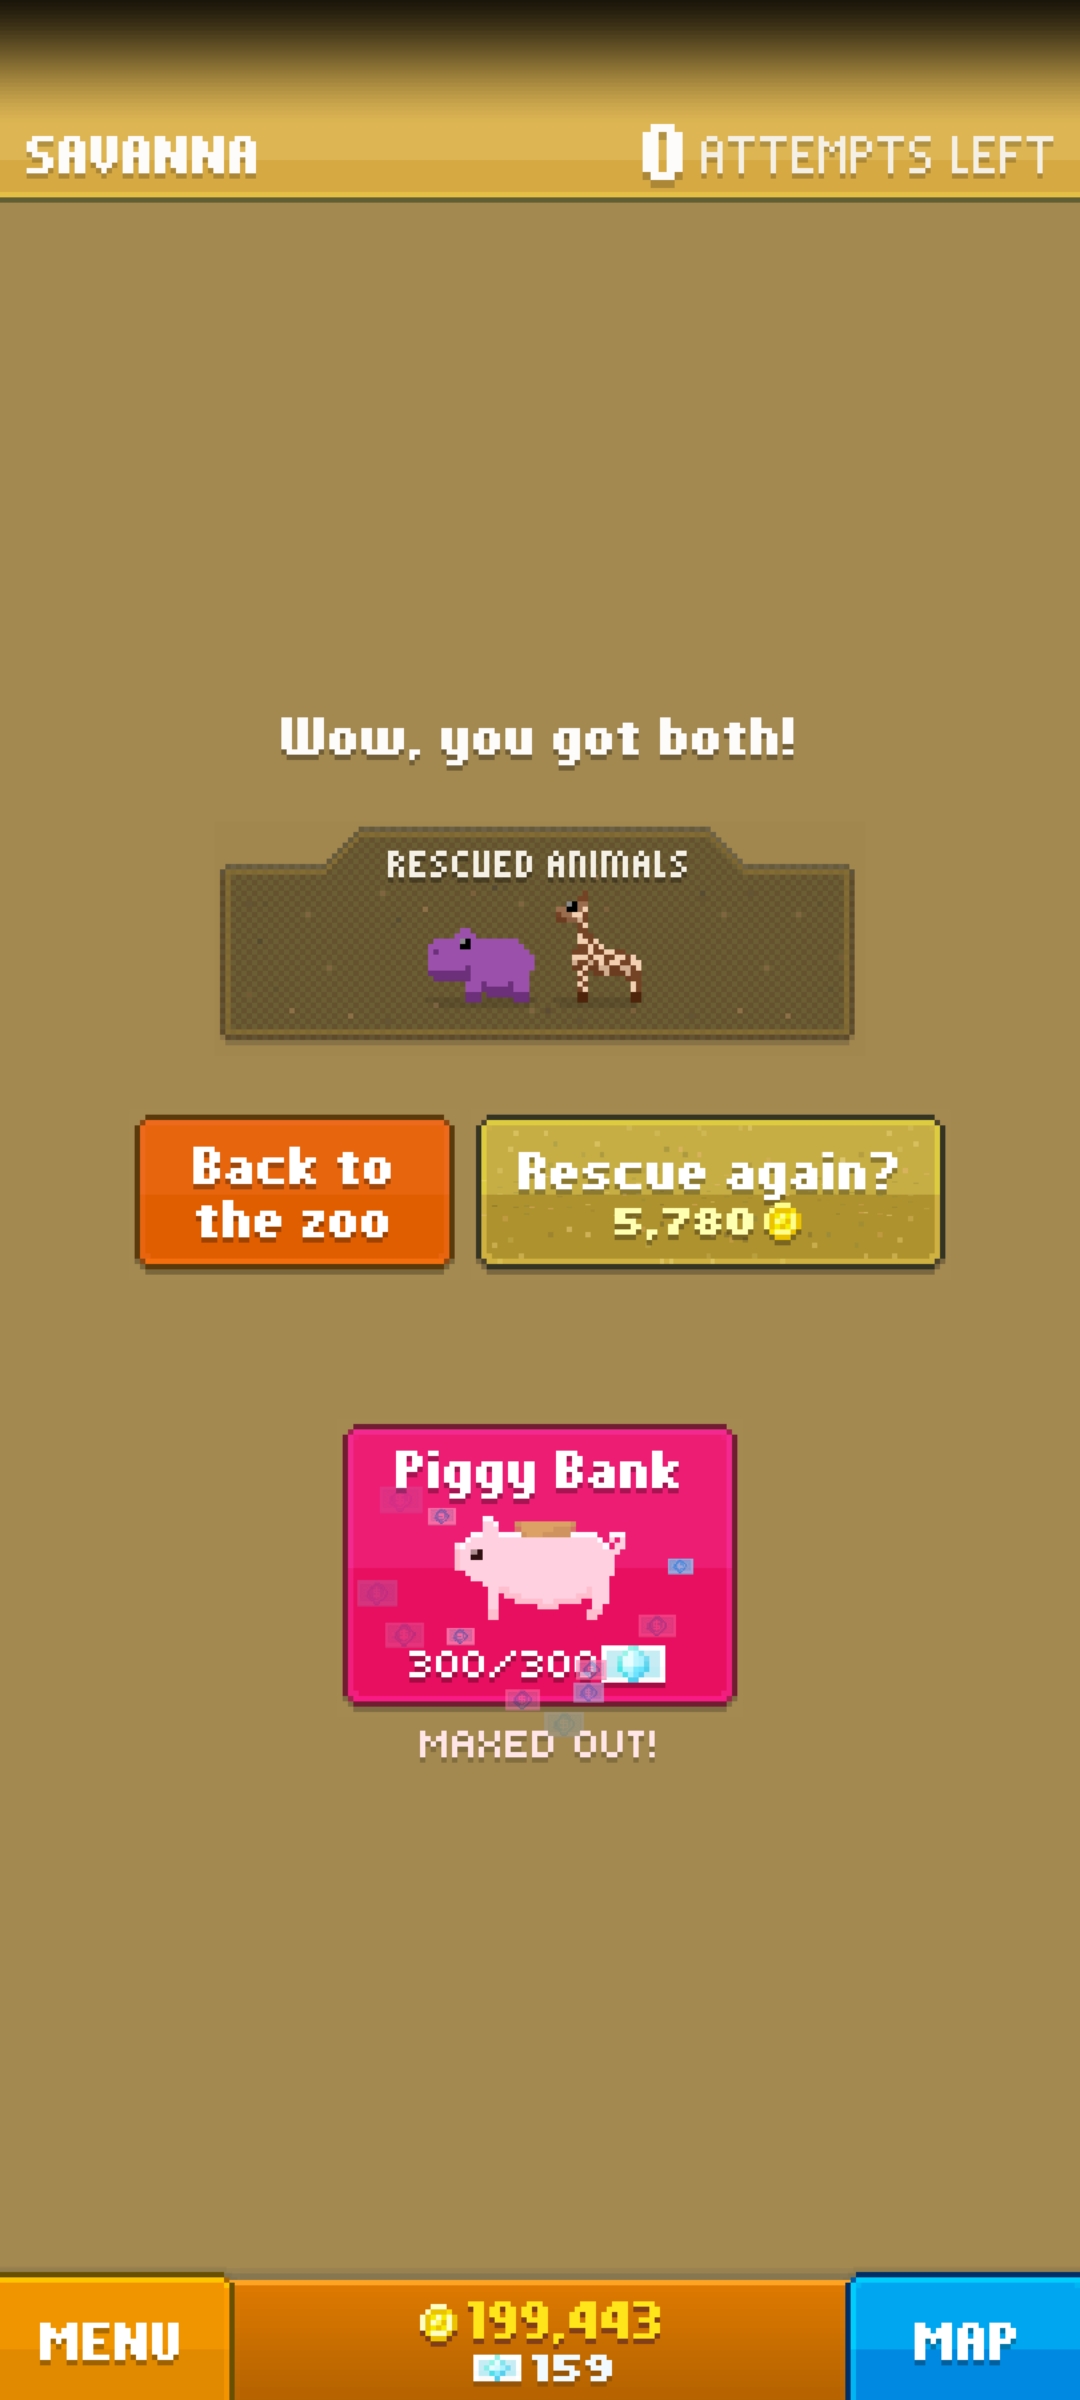 SAVANNA
0 ATTEMPTS LEFT
Wow, you got both!
RESCUED ANIMALS
Back to
the zoo
Rescue again?
5,780
Piggy Bank
300/300
MAXED OUT!
MENU
199,443
159
MAP